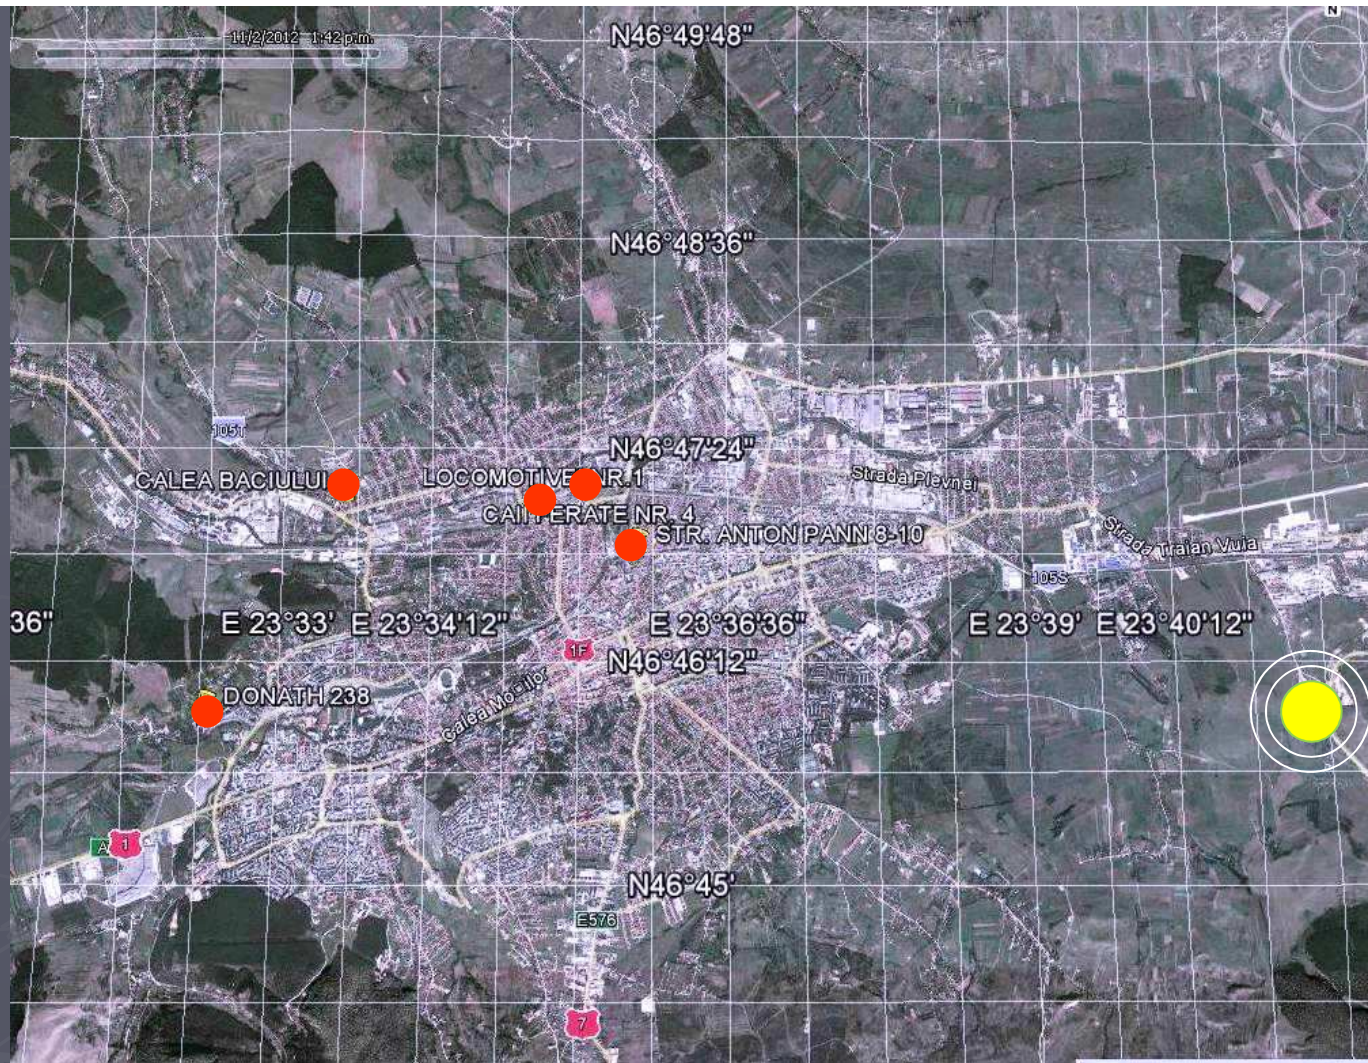 N
11/2/2012 1:42 p.m.
N46°49'48"
N46°48'36"
105T
N46°47'24"
CALEA BACIULUI
LOCOMOTIVEI NR.1
Strada Plevnei
CAII FERATE NR. 4
STR. ANTON PANN 8-10
Strada Traian Vuia
105S
36"
E 23°33'
E 23°34'12"
E 23°36'36"
E 23°39'
E 23°40'12"
1F
N46°46'12"
DONATH 238
Calea Moților
A
1
N46°45'
E576
7